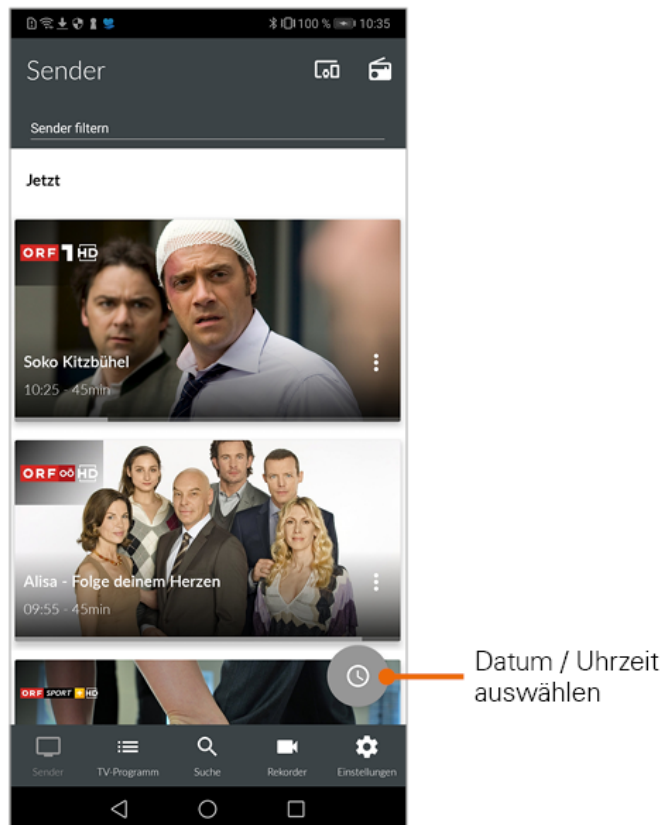 100 % 10:35
Sender
Sender filtern
Jetzt
ORF 1 HD
Soko Kitzbühel
10:25 - 45min
ORF OÖ HD
Alisa - Folge deinem Herzen
09:55 - 45min
ORF SPORT + HD
Datum / Uhrzeit
auswählen
Sender TV-Programm Suche Rekorder Einstellungen